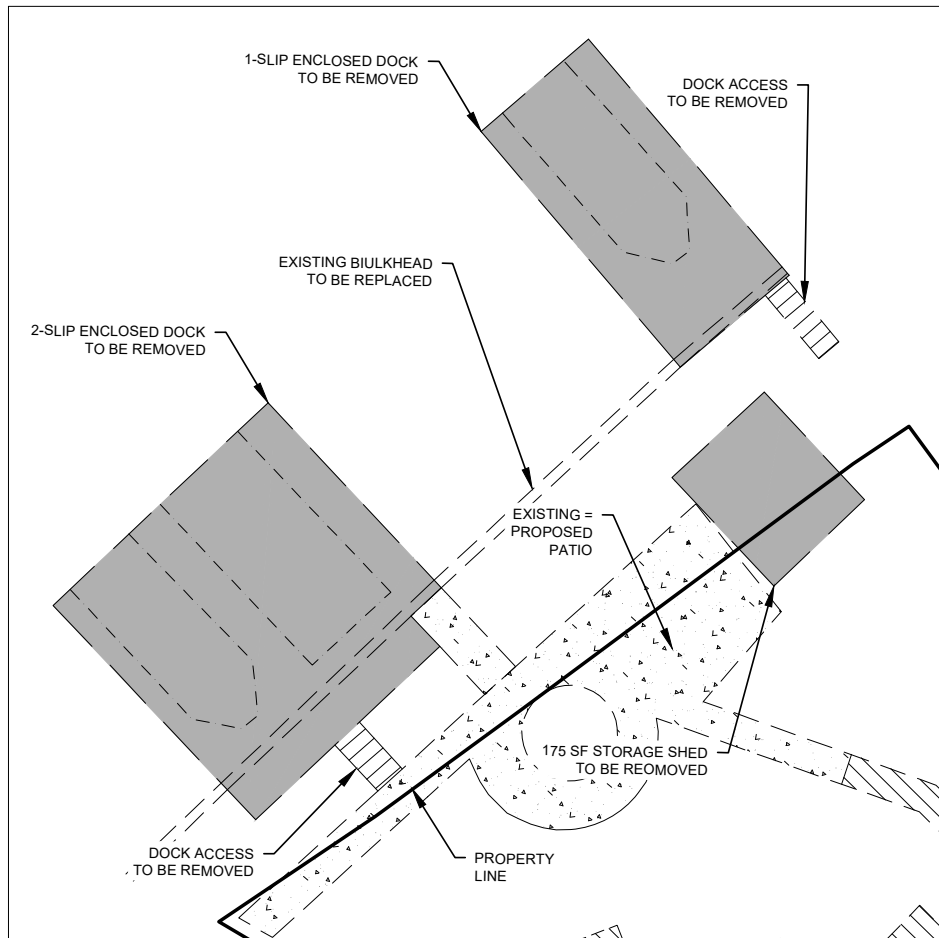 1-SLIP ENCLOSED DOCK
TO BE REMOVED
DOCK ACCESS
TO BE REMOVED
EXISTING BIULKHEAD
TO BE REPLACED
2-SLIP ENCLOSED DOCK
TO BE REMOVED
EXISTING =
PROPOSED
PATIO
175 SF STORAGE SHED
TO BE REOMOVED
DOCK ACCESS
TO BE REMOVED
PROPERTY
LINE